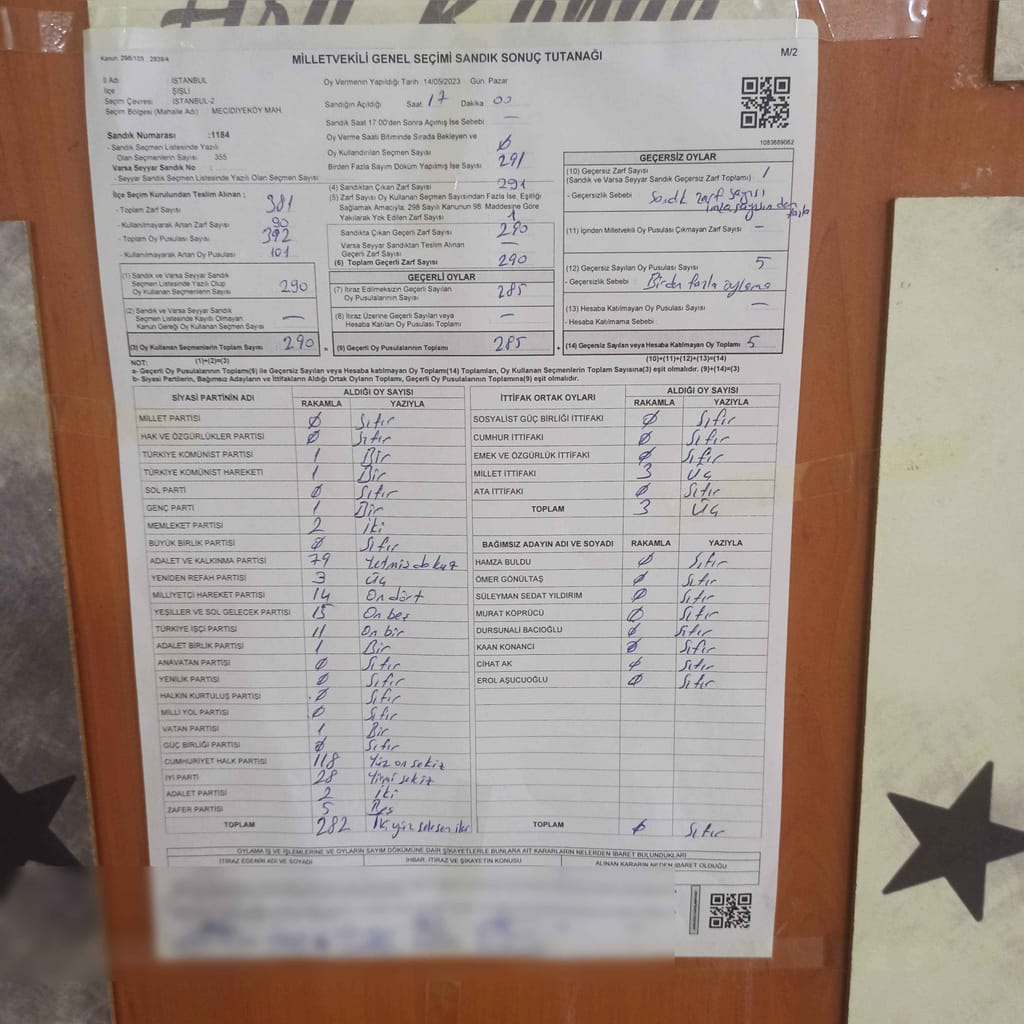 Kanun: 298/105 , 2839/4
MİLLETVEKİLİ GENEL SEÇİMİ SANDIK SONUÇ TUTANAĞI
M/2
İl Adı İSTANBUL
İlçe ŞİŞLİ
Seçim Çevresi İSTANBUL-2
Seçim Bölgesi (Mahalle Adı) MECİDİYEKÖY MAH.
Oy Vermenin Yapıldığı Tarih :14/05/2023 Gün Pazar
Sandığın Açıldığı Saat 17 Dakika 00
Sandık Saat 17:00'den Sonra Açımış İse Sebebi : —
Sandık Numarası :1184
- Sandık Seçmen Listesinde Yazılı
Olan Seçmenlerin Sayısı 355
Varsa Seyyar Sandık No :
- Seyyar Sandık Seçmen Listesinde Yazılı Olan Seçmen Sayısı
Oy Verme Saati Bitiminde Sırada Bekleyen ve
Oy Kullandırılan Seçmen Sayısı Ø
Birden Fazla Sayım Döküm Yapılmış İse Sayısı 291
1083689062
İlçe Seçim Kurulundan Teslim Alınan ;
- Toplam Zarf Sayısı 381
- Kullanılmayarak Artan Zarf Sayısı 90
- Toplam Oy Pusulası Sayısı 392
- Kullanılmayarak Artan Oy Pusulası 101
(1) Sandık ve Varsa Seyyar Sandık
Seçmen Listesinde Yazılı Olup
Oy Kullanan Seçmenlerin Sayısı 290
(2) Sandık ve Varsa Seyyar Sandık
Seçmen Listesinde Kayıtlı Olmayan
Kanun Gereği Oy Kullanan Seçmen Sayısı —
(3) Oy Kullanan Seçmenlerin Toplam Sayısı 290 =
(1)+(2)=(3)
(4) Sandıktan Çıkan Zarf Sayısı 291
(5) Zarf Sayısı Oy Kullanan Seçmen Sayısından Fazla İse, Eşitliği
Sağlamak Amacıyla, 298 Sayılı Kanunun 98. Maddesine Göre
Yakılarak Yok Edilen Zarf Sayısı 1
Sandıkta Çıkan Geçerli Zarf Sayısı 290
Varsa Seyyar Sandıktan Teslim Alınan
Geçerli Zarf Sayısı —
(6) Toplam Geçerli Zarf Sayısı 290
GEÇERLİ OYLAR
(7) İtiraz Edilmeksizin Geçerli Sayılan
Oy Pusulalarının Sayısı 285
(8) İtiraz Üzerine Geçerli Sayılan veya
Hesaba Katılan Oy Pusulası Toplamı —
(9) Geçerli Oy Pusulalarının Toplamı 285 +
GEÇERSİZ OYLAR
(10) Geçersiz Zarf Sayısı 1
(Sandık ve Varsa Seyyar Sandık Geçersiz Zarf Toplamı)
- Geçersizlik Sebebi Sandık zarf sayısı
imza sayısından fazla
(11) İçinden Milletvekili Oy Pusulası Çıkmayan Zarf Sayısı —
(12) Geçersiz Sayılan Oy Pusulası Sayısı 5
- Geçersizlik Sebebi: Birden fazla oylama
(13) Hesaba Katılmayan Oy Pusulası Sayısı —
- Hesaba Katılmama Sebebi
(14) Geçersiz Sayılan veya Hesaba Katılmayan Oy Toplamı 5
(10)+(11)+(12)+(13)=(14)
NOT:
a- Geçerli Oy Pusulalarının Toplamı(9) ile Geçersiz Sayılan veya Hesaba katılmayan Oy Toplamı(14) Toplamları, Oy Kullanan Seçmenlerin Toplam Sayısına(3) eşit olmalıdır. (9)+(14)=(3)
b- Siyasi Partilerin, Bağımsız Adayların ve İttifakların Aldığı Ortak Oyların Toplamı, Geçerli Oy Pusulalarının Toplamına(9) eşit olmalıdır.
SİYASİ PARTİNİN ADI
ALDIĞI OY SAYISI
RAKAMLA YAZIYLA
MİLLET PARTİSİ Ø Sıfır
HAK VE ÖZGÜRLÜKLER PARTİSİ Ø Sıfır
TÜRKİYE KOMÜNİST PARTİSİ 1 Bir
TÜRKİYE KOMÜNİST HAREKETİ 1 Bir
SOL PARTİ Ø Sıfır
GENÇ PARTİ 1 Bir
MEMLEKET PARTİSİ 2 iki
BÜYÜK BİRLİK PARTİSİ Ø Sıfır
ADALET VE KALKINMA PARTİSİ 79 Yetmiş dokuz
YENİDEN REFAH PARTİSİ 3 üç
MİLLİYETÇİ HAREKET PARTİSİ 14 On dört
YEŞİLLER VE SOL GELECEK PARTİSİ 15 On beş
TÜRKİYE İŞÇİ PARTİSİ 11 On bir
ADALET BİRLİK PARTİSİ 1 Bir
ANAVATAN PARTİSİ Ø Sıfır
YENİLİK PARTİSİ Ø Sıfır
HALKIN KURTULUŞ PARTİSİ Ø Sıfır
MİLLİ YOL PARTİSİ Ø Sıfır
VATAN PARTİSİ 1 Bir
GÜÇ BİRLİĞİ PARTİSİ Ø Sıfır
CUMHURİYET HALK PARTİSİ 118 Yüz on sekiz
İYİ PARTİ 28 Yirmi sekiz
ADALET PARTİSİ 2 iki
ZAFER PARTİSİ 5 Beş
TOPLAM 282 iki yüz seksen iki
İTTİFAK ORTAK OYLARI
ALDIĞI OY SAYISI
RAKAMLA YAZIYLA
SOSYALİST GÜÇ BİRLİĞİ İTTİFAKI Ø Sıfır
CUMHUR İTTİFAKI Ø Sıfır
EMEK VE ÖZGÜRLÜK İTTİFAKI Ø Sıfır
MİLLET İTTİFAKI 3 Üç
ATA İTTİFAKI Ø Sıfır
TOPLAM 3 Üç
BAĞIMSIZ ADAYIN ADI VE SOYADI RAKAMLA YAZIYLA
HAMZA BULDU Ø Sıfır
ÖMER GÖNÜLTAŞ Ø Sıfır
SÜLEYMAN SEDAT YILDIRIM Ø Sıfır
MURAT KÖPRÜCÜ Ø Sıfır
DURSUNALİ BACIOĞLU Ø Sıfır
KAAN KONANCİ Ø Sıfır
CİHAT AK Ø Sıfır
EROL AŞUCUOĞLU Ø Sıfır
TOPLAM Ø Sıfır
OYLAMA İŞ VE İŞLEMLERİNE VE OYLARIN SAYIM DÖKÜMÜNE DAİR ŞİKAYETLERLE BUNLARA AİT KARARLARIN NELERDEN İBARET BULUNDUKLARI
İTİRAZ EDENİN ADI VE SOYADI İHBAR, İTİRAZ VE ŞİKAYETİN KONUSU ALINAN KARARIN NEDEN İBARET OLDUĞU